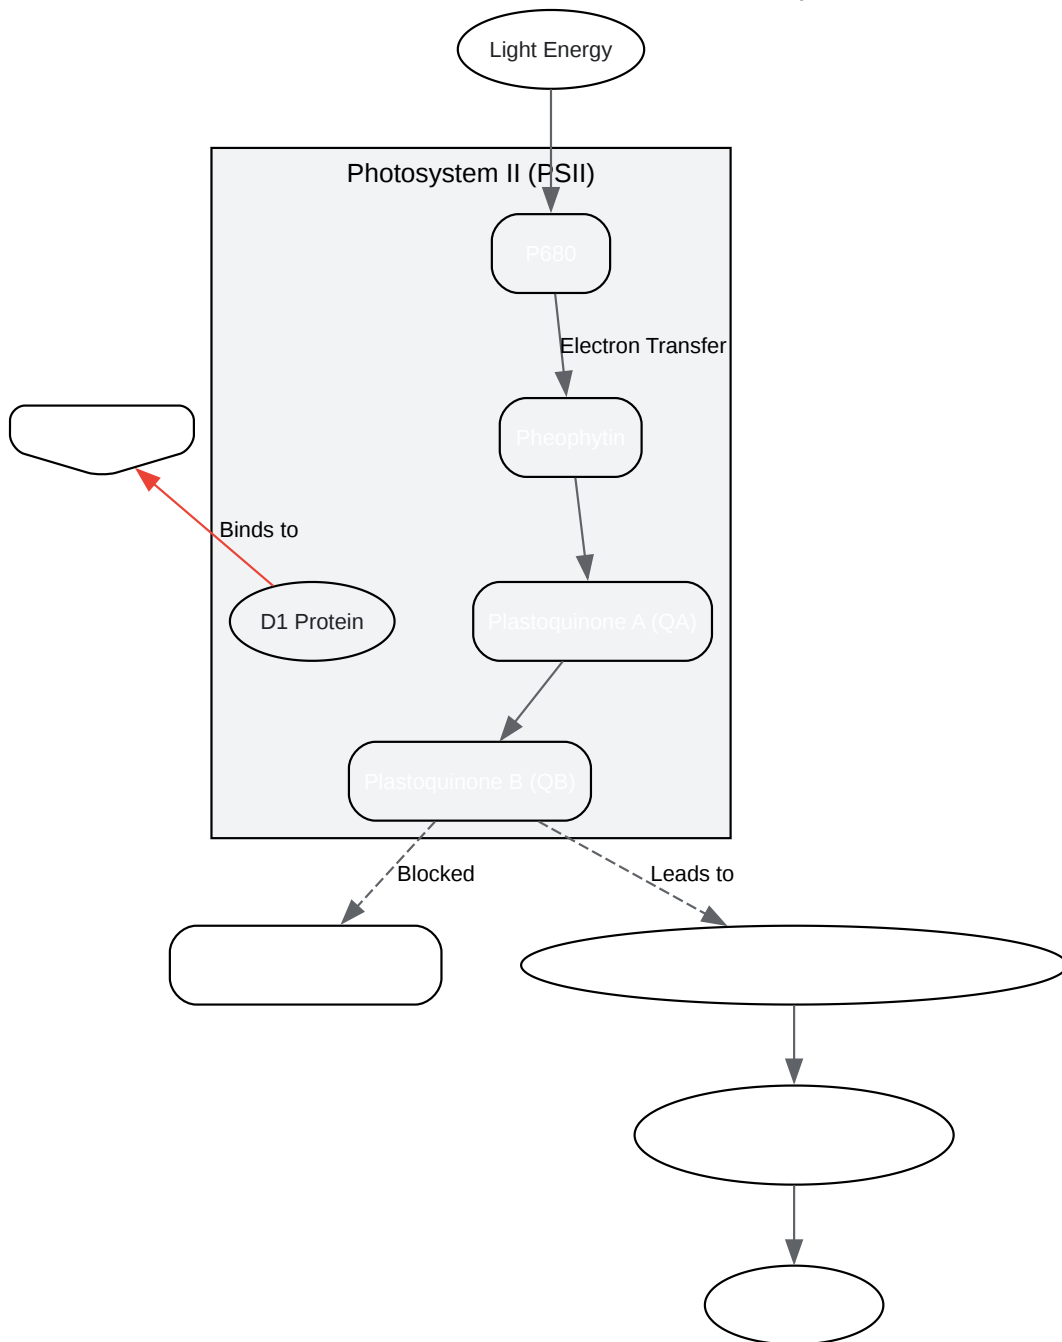 Light Energy
Photosystem II (PSII)
P680
Electron Transfer
Pheophytin
Binds to
D1 Protein
Plastoquinone A (QA)
Plastoquinone B (QB)
Blocked
Leads to